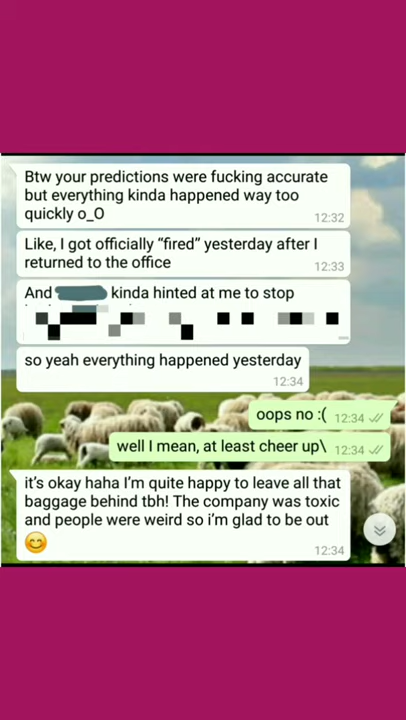 Btw your predictions were fucking accurate
but everything kinda happened way too
quickly o_O
12:32
Like, I got officially “fired” yesterday after I
returned to the office
12:33
And kinda hinted at me to stop
so yeah everything happened yesterday
12:34
oops no :( 12:34
well I mean, at least cheer up\ 12:34
it’s okay haha I’m quite happy to leave all that
baggage behind tbh! The company was toxic
and people were weird so i’m glad to be out
😊
12:34